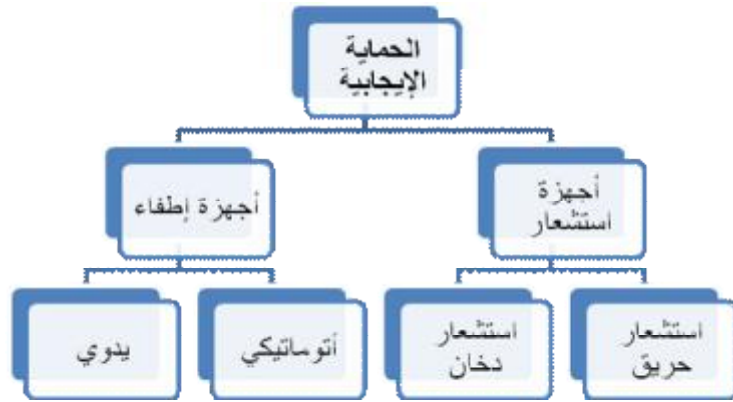 الحماية
الإيجابية
أجهزة
استشعار
أجهزة إطفاء
استشعار
حريق
استشعار
دخان
أتوماتيكي
يدوي